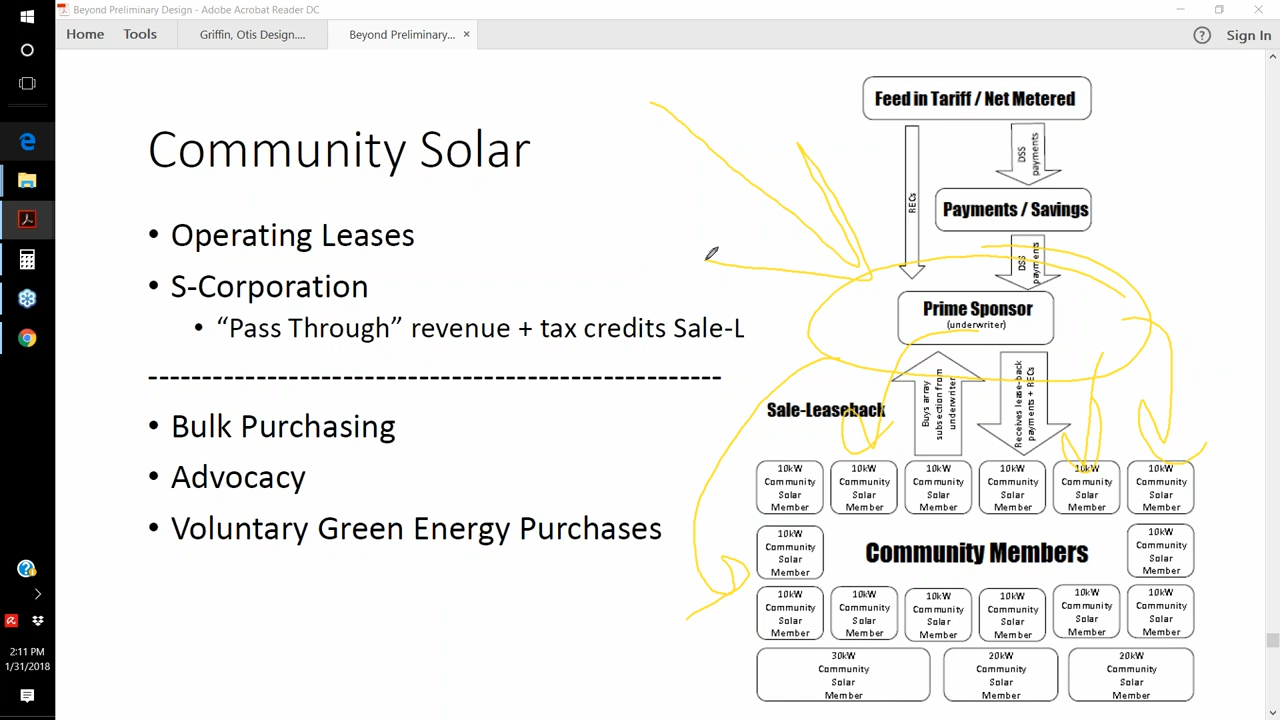 Beyond Preliminary Design - Adobe Acrobat Reader DC
Home Tools Griffin, Otis Design.... Beyond Preliminary... × ? Sign In
Community Solar
• Operating Leases
• S-Corporation
• “Pass Through” revenue + tax credits Sale-L
-----------------------------------------------------
• Bulk Purchasing
• Advocacy
• Voluntary Green Energy Purchases
Feed in Tariff / Net Metered
RECs
DSS
payments
Payments / Savings
DSS
payments
Prime Sponsor
(underwriter)
Sale-Leaseback
Buys array
subsection from
underwriter
Receives lease-back
payments + RECs
10kW
Community
Solar
Member
10kW
Community
Solar
Member
10kW
Community
Solar
Member
10kW
Community
Solar
Member
10kW
Community
Solar
Member
10kW
Community
Solar
Member
10kW
Community
Solar
Member
Community Members
10kW
Community
Solar
Member
10kW
Community
Solar
Member
10kW
Community
Solar
Member
10kW
Community
Solar
Member
10kW
Community
Solar
Member
10kW
Community
Solar
Member
10kW
Community
Solar
Member
30kW
Community
Solar
Member
20kW
Community
Solar
Member
20kW
Community
Solar
Member
2:11 PM
1/31/2018